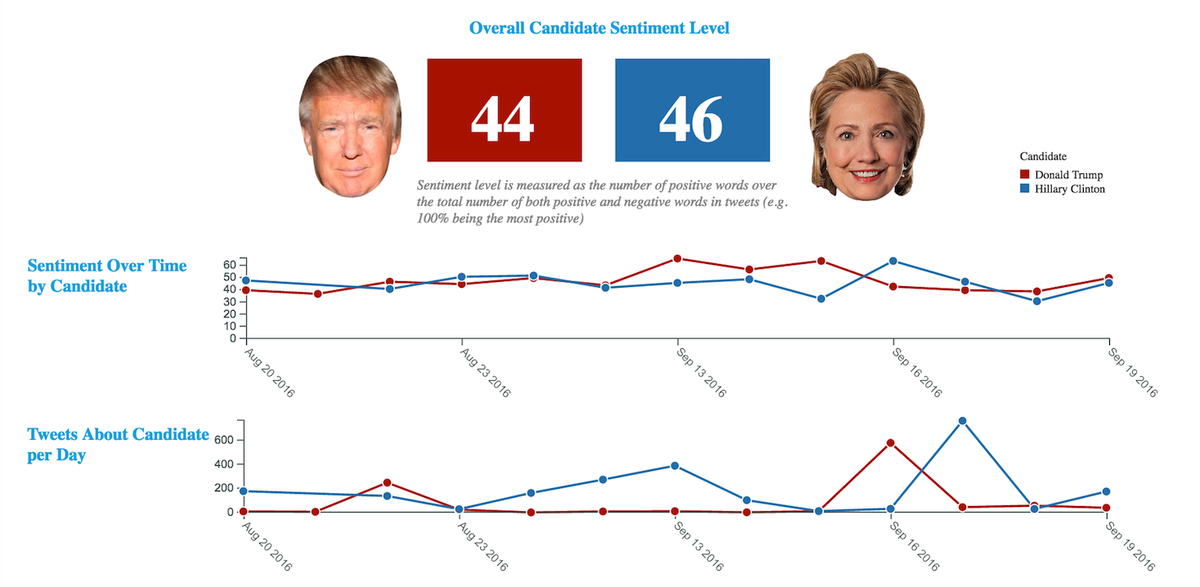 Overall Candidate Sentiment Level
44
46
Sentiment level is measured as the number of positive words over
the total number of both positive and negative words in tweets (e.g.
100% being the most positive)
Candidate
Donald Trump
Hillary Clinton
Sentiment Over Time
by Candidate
60
50
40
30
20
10
0
Aug 20 2016
Aug 23 2016
Sep 13 2016
Sep 16 2016
Sep 19 2016
Tweets About Candidate
per Day
600
400
200
0
Aug 20 2016
Aug 23 2016
Sep 13 2016
Sep 16 2016
Sep 19 2016